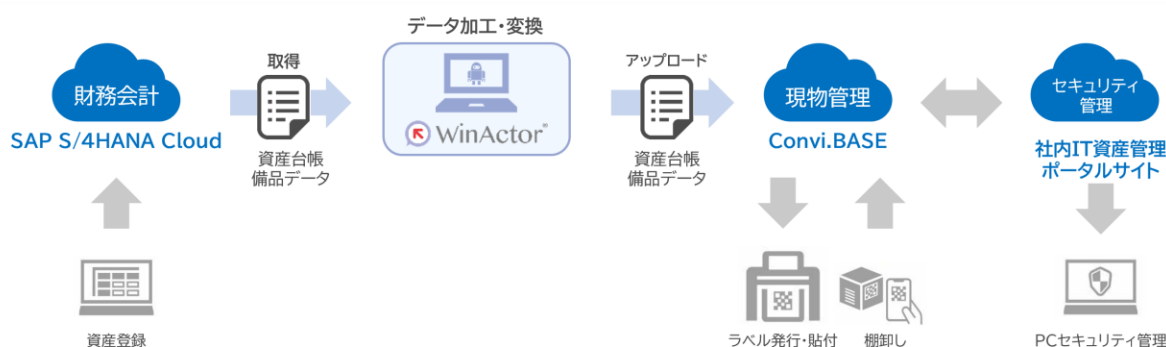 データ加工・変換
取得
アップロード
財務会計
WinActor®
現物管理
セキュリティ
管理
SAP S/4HANA Cloud
資産台帳
備品データ
資産台帳
備品データ
Convi.BASE
社内IT資産管理
ポータルサイト
資産登録
ラベル発行・貼付
棚卸し
PCセキュリティ管理